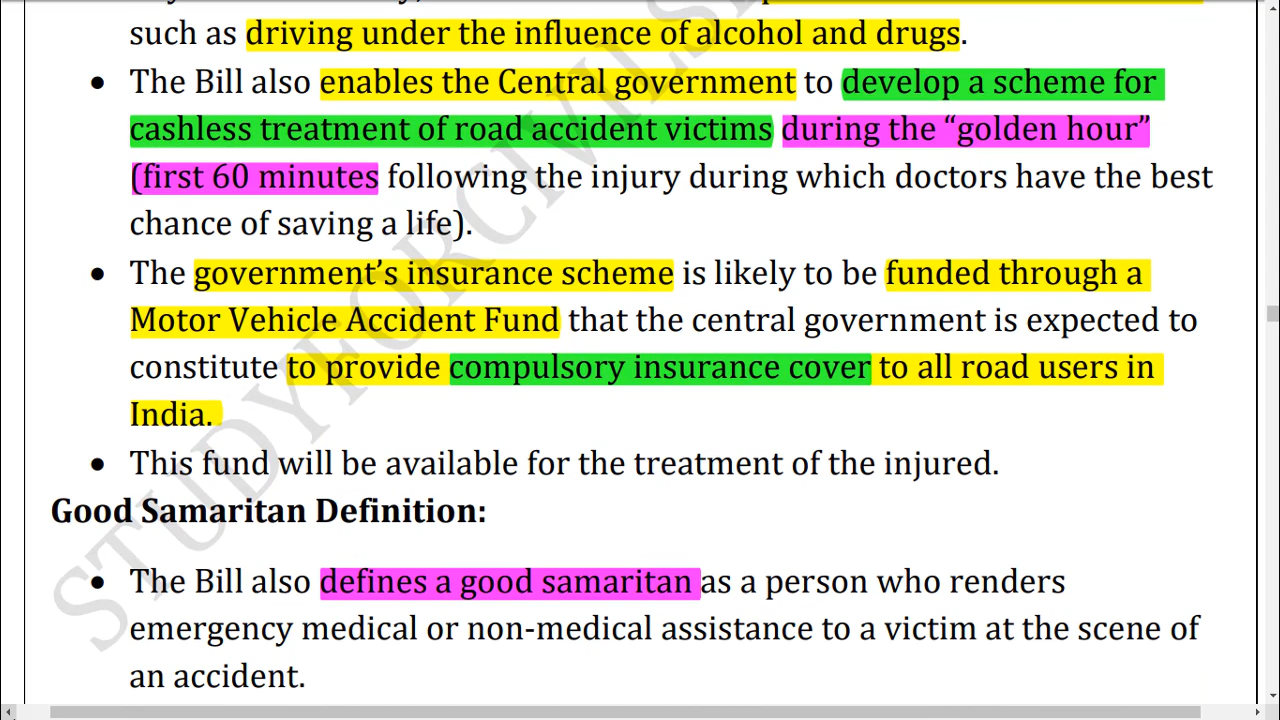 such as driving under the influence of alcohol and drugs.
• The Bill also enables the Central government to develop a scheme for
cashless treatment of road accident victims during the “golden hour”
(first 60 minutes following the injury during which doctors have the best
chance of saving a life).
• The government’s insurance scheme is likely to be funded through a
Motor Vehicle Accident Fund that the central government is expected to
constitute to provide compulsory insurance cover to all road users in
India.
• This fund will be available for the treatment of the injured.
Good Samaritan Definition:
• The Bill also defines a good samaritan as a person who renders
emergency medical or non-medical assistance to a victim at the scene of
an accident.